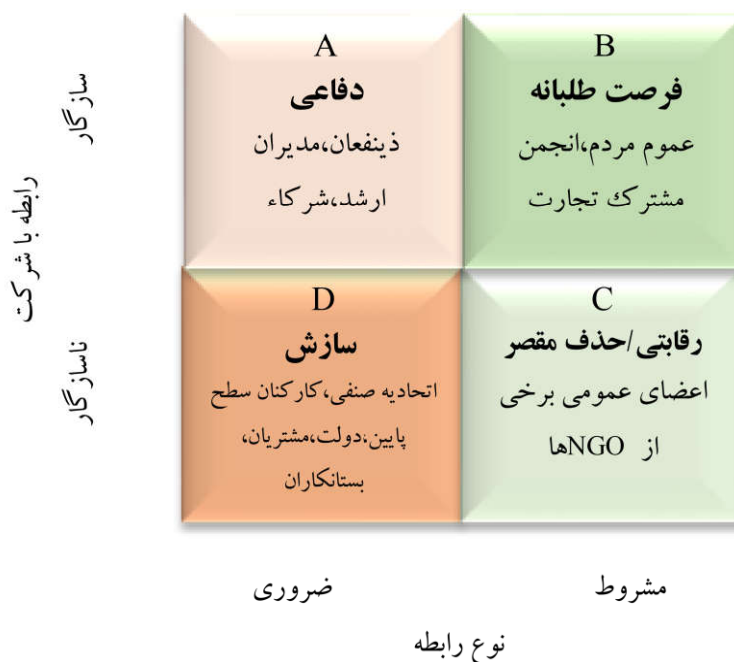 A
دفاعی
ذینفعان،مدیران
ارشد،شرکاء
B
فرصت طلبانه
عموم مردم،انجمن
مشترک تجارت
سازگار
رابطه با شرکت
ناسازگار
D
سازش
اتحادیه صنفی،کارکنان سطح
پایین،دولت،مشتریان،
بستانکاران
C
رقابتی/حذف مقصر
اعضای عمومی برخی
از NGOها
ضروری
مشروط
نوع رابطه